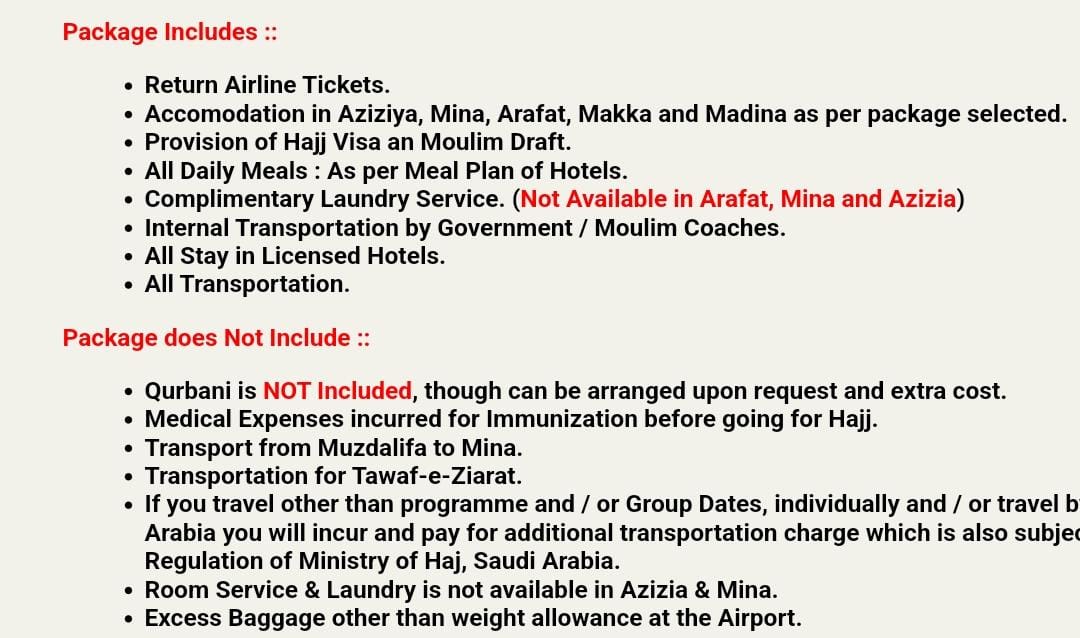 Package Includes ::
• Return Airline Tickets.
• Accomodation in Aziziya, Mina, Arafat, Makka and Madina as per package selected.
• Provision of Hajj Visa an Moulim Draft.
• All Daily Meals : As per Meal Plan of Hotels.
• Complimentary Laundry Service. (Not Available in Arafat, Mina and Azizia)
• Internal Transportation by Government / Moulim Coaches.
• All Stay in Licensed Hotels.
• All Transportation.
Package does Not Include ::
• Qurbani is NOT Included, though can be arranged upon request and extra cost.
• Medical Expenses incurred for Immunization before going for Hajj.
• Transport from Muzdalifa to Mina.
• Transportation for Tawaf-e-Ziarat.
• If you travel other than programme and / or Group Dates, individually and / or travel
Arabia you will incur and pay for additional transportation charge which is also
Regulation of Ministry of Haj, Saudi Arabia.
• Room Service & Laundry is not available in Azizia & Mina.
• Excess Baggage other than weight allowance at the Airport.